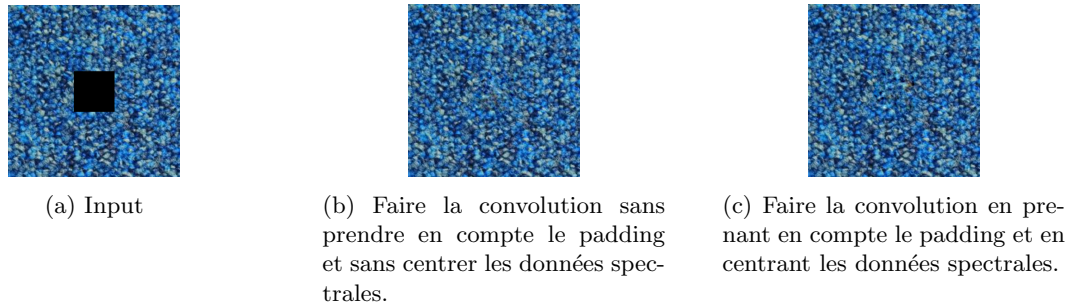 (a) Input
(b) Faire la convolution sans
prendre en compte le padding
et sans centrer les données spec-
trales.
(c) Faire la convolution en pre-
nant en compte le padding et en
centrant les données spectrales.